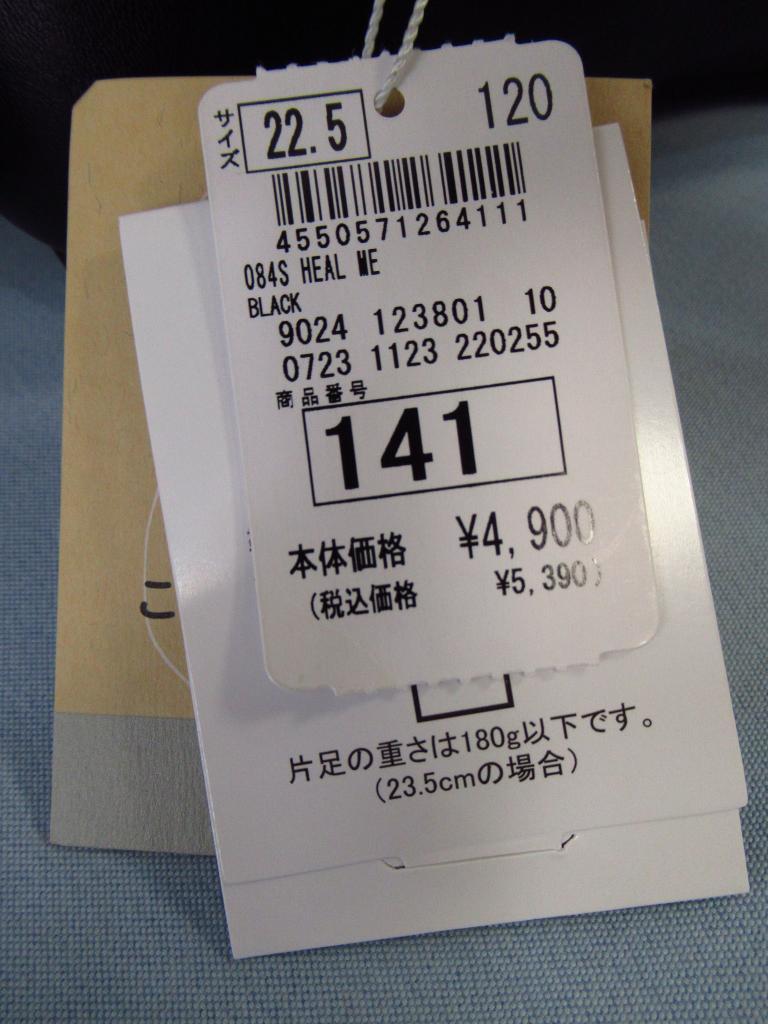 サイズ 22.5 120
4550571264111
084S HEAL ME
BLACK
9024 123801 10
0723 1123 220255
商品番号
141
本体価格 ¥4,900
(税込価格 ¥5,390)
こ
片足の重さは180g以下です。
(23.5cmの場合)